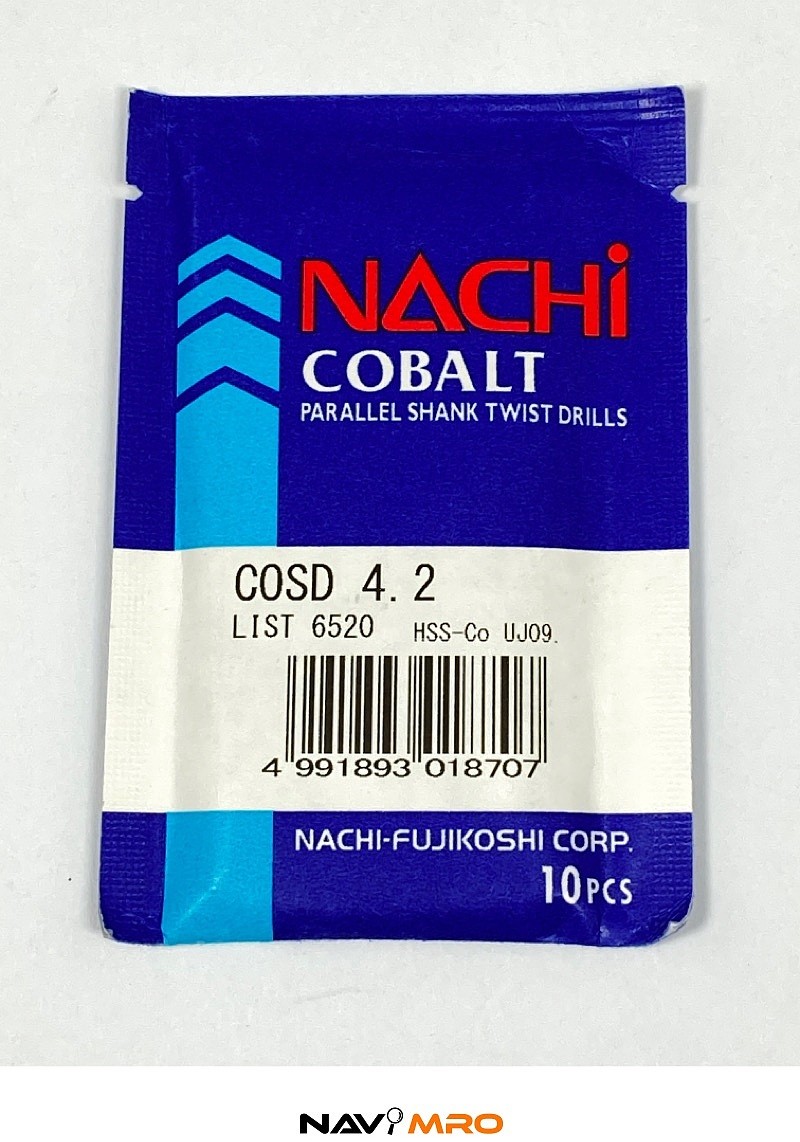 NACHi
COBALT
PARALLEL SHANK TWIST DRILLS
COSD 4.2
LIST 6520 HSS-Co UJ09.
4 991893 018707
NACHI-FUJIKOSHI CORP.
10PCS
NAVIMRO